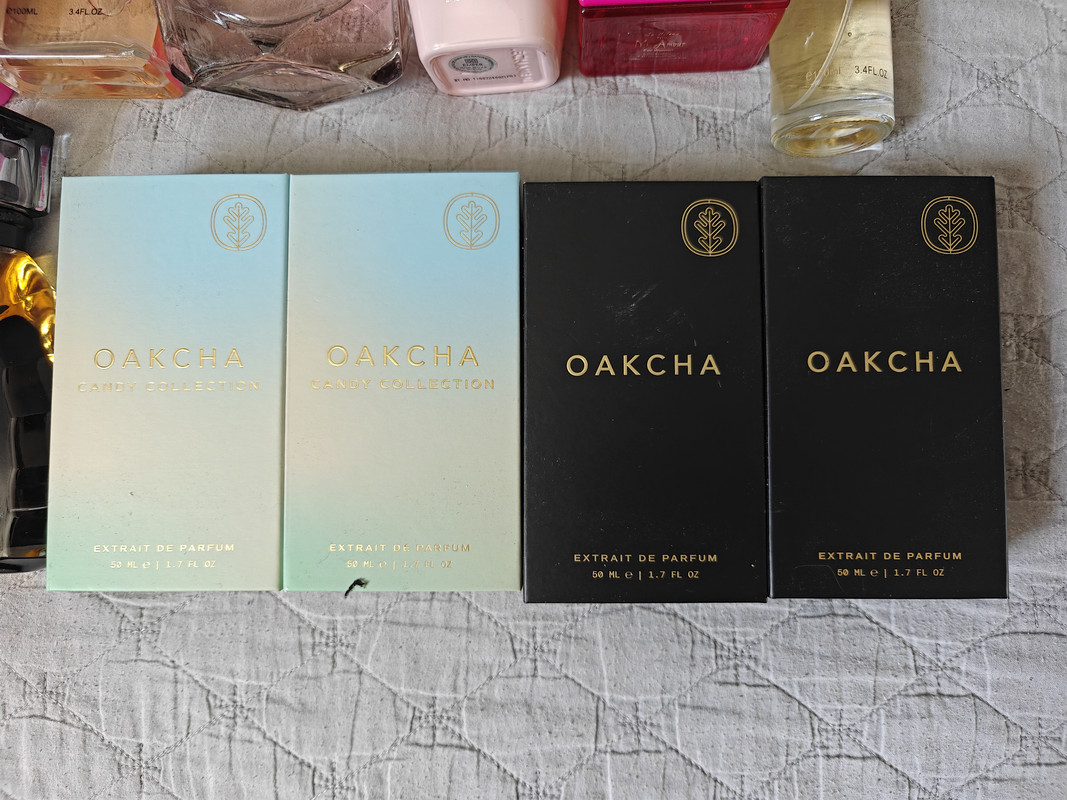 100ML 3.4FL.OZ.
3.4FL.OZ
OAKCHA
CANDY COLLECTION
EXTRAIT DE PARFUM
50 ML e | 1.7 FL OZ
OAKCHA
CANDY COLLECTION
EXTRAIT DE PARFUM
50 ML e | 1.7 FL OZ
OAKCHA
EXTRAIT DE PARFUM
50 ML e | 1.7 FL OZ
OAKCHA
EXTRAIT DE PARFUM
50 ML e | 1.7 FL OZ